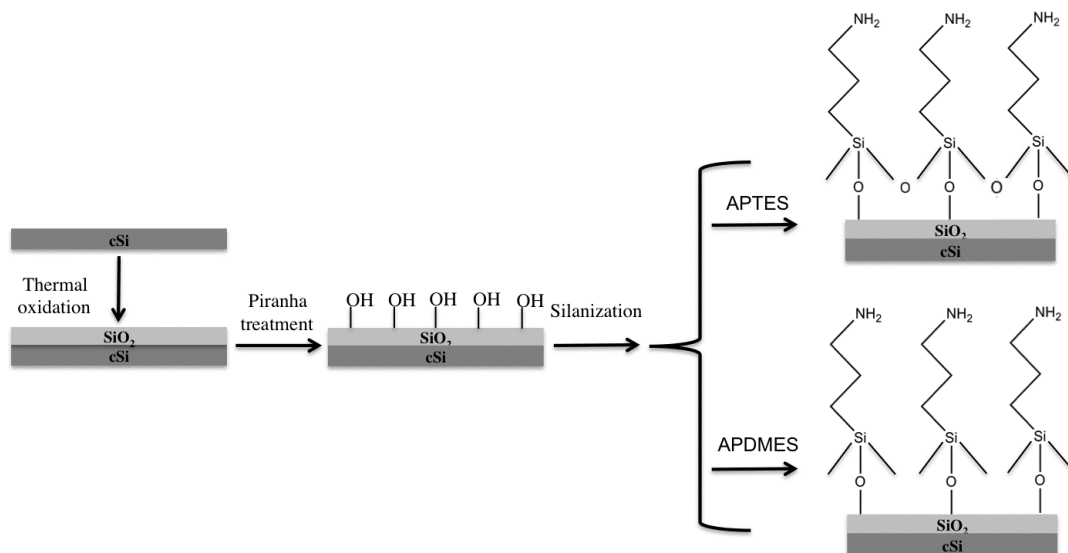 cSi
Thermal
oxidation
SiO₂
cSi
Piranha
treatment
OH OH OH OH OH
SiO₂
cSi
Silanization
APTES
NH₂ NH₂ NH₂
Si Si Si
O O O O O
SiO₂
cSi
APDMES
NH₂ NH₂ NH₂
Si Si Si
O O O
SiO₂
cSi